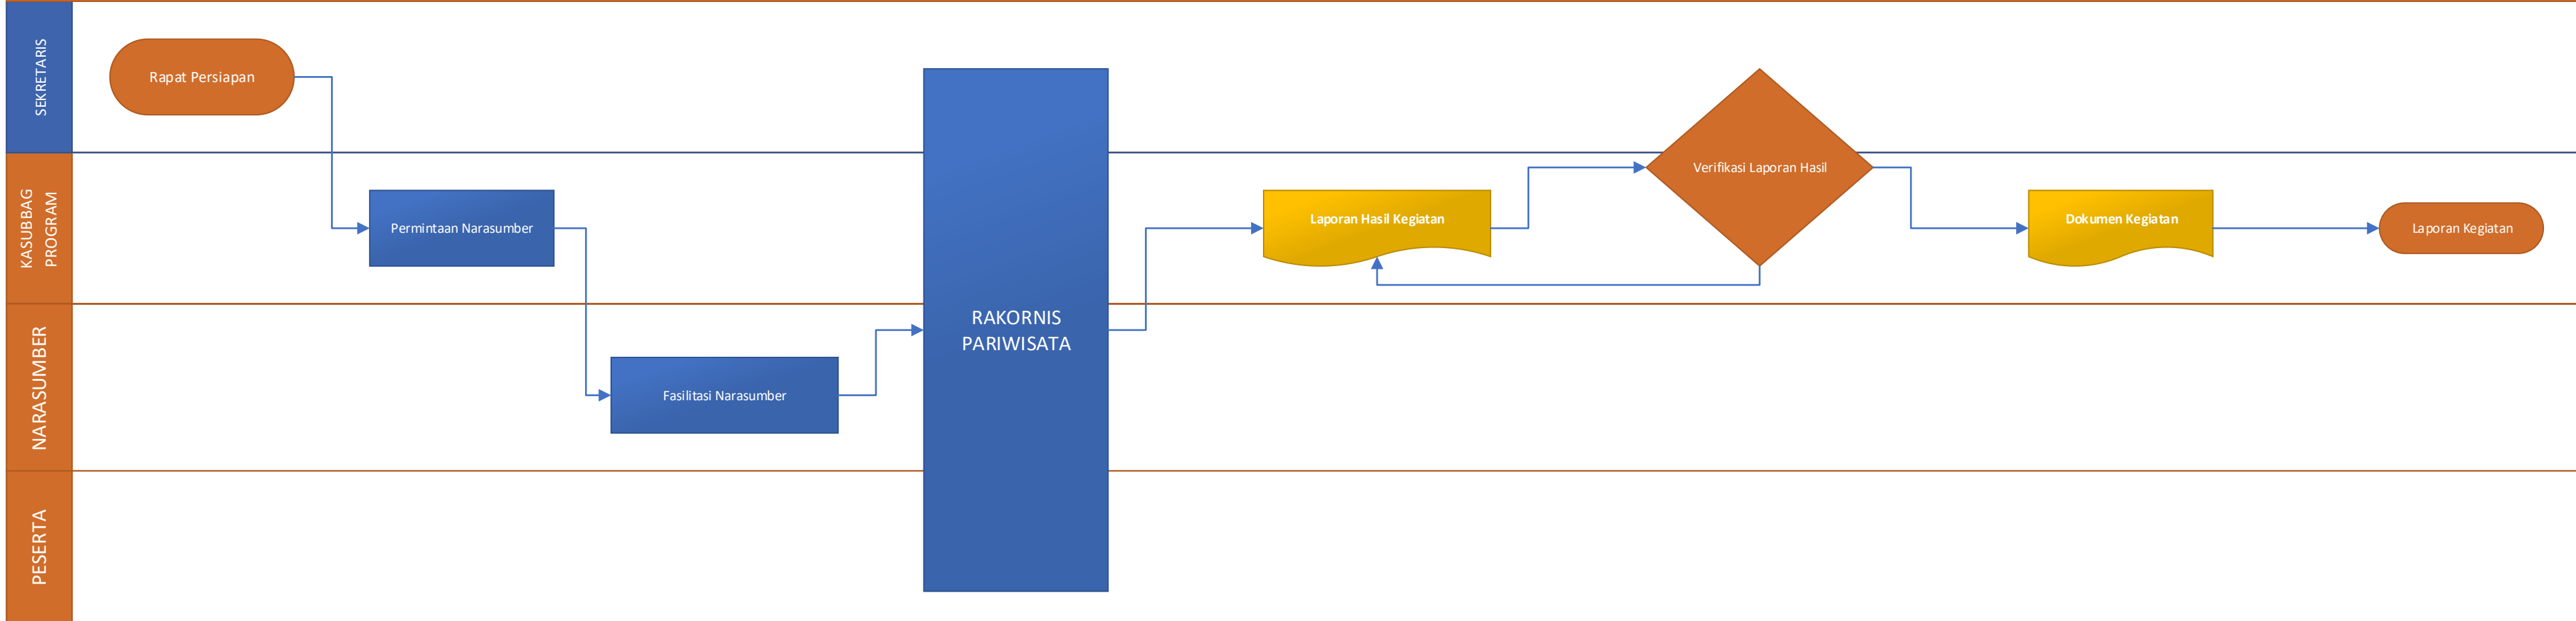 SEKRETARIS
Rapat Persiapan
KASUBBAG
PROGRAM
Permintaan Narasumber
NARASUMBER
Fasilitasi Narasumber
PESERTA
RAKORNIS
PARIWISATA
Laporan Hasil Kegiatan
Verifikasi Laporan Hasil
Dokumen Kegiatan
Laporan Kegiatan